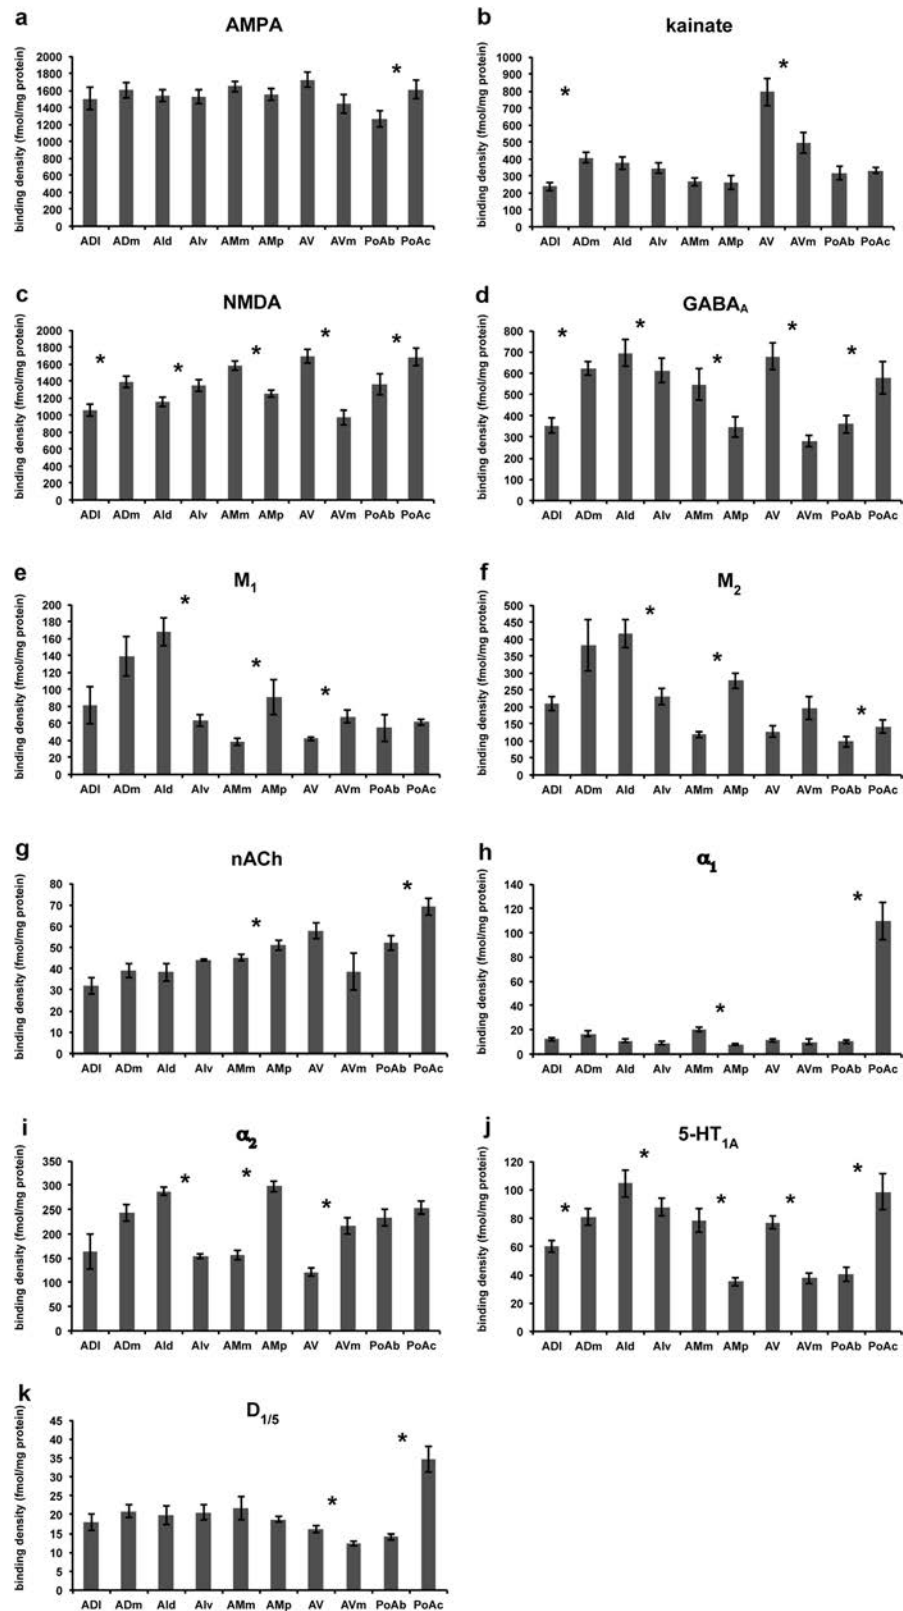 a
AMPA
binding density (fmol/mg protein)
2000
1800
1600
1400
1200
1000
800
600
400
200
0
*
ADl ADm AId AIv AMm AMp AV AVm PoAb PoAc
b
kainate
binding density (fmol/mg protein)
1000
900
800
700
600
500
400
300
200
100
0
* *
ADl ADm AId AIv AMm AMp AV AVm PoAb PoAc
c
NMDA
binding density (fmol/mg protein)
2000
1800
1600
1400
1200
1000
800
600
400
200
0
* * * * *
ADl ADm AId AIv AMm AMp AV AVm PoAb PoAc
d
GABA_A
binding density (fmol/mg protein)
800
700
600
500
400
300
200
100
0
* * * * *
ADl ADm AId AIv AMm AMp AV AVm PoAb PoAc
e
M_1
binding density (fmol/mg protein)
200
180
160
140
120
100
80
60
40
20
0
* * *
ADl ADm AId AIv AMm AMp AV AVm PoAb PoAc
f
M_2
binding density (fmol/mg protein)
500
450
400
350
300
250
200
150
100
50
0
* * *
ADl ADm AId AIv AMm AMp AV AVm PoAb PoAc
g
nACh
binding density (fmol/mg protein)
80
70
60
50
40
30
20
10
0
* *
ADl ADm AId AIv AMm AMp AV AVm PoAb PoAc
h
α_1
binding density (fmol/mg protein)
140
120
100
80
60
40
20
0
* *
ADl ADm AId AIv AMm AMp AV AVm PoAb PoAc
i
α_2
binding density (fmol/mg protein)
350
300
250
200
150
100
50
0
* * *
ADl ADm AId AIv AMm AMp AV AVm PoAb PoAc
j
5-HT_1A
binding density (fmol/mg protein)
120
100
80
60
40
20
0
* * * * *
ADl ADm AId AIv AMm AMp AV AVm PoAb PoAc
k
D_1/5
binding density (fmol/mg protein)
45
40
35
30
25
20
15
10
5
0
* *
ADl ADm AId AIv AMm AMp AV AVm PoAb PoAc